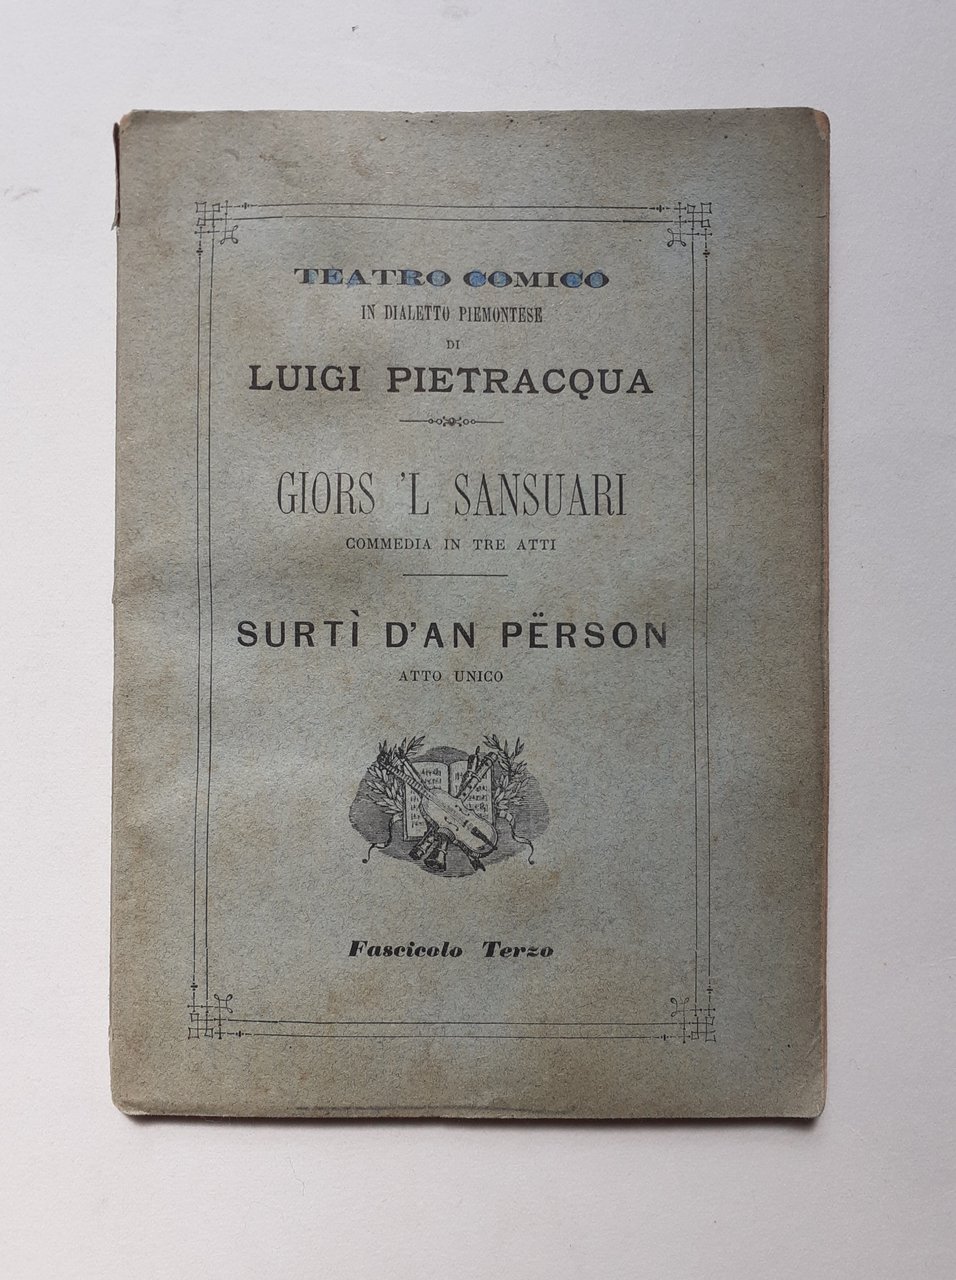 TEATRO COMICO
IN DIALETTO PIEMONTESE
DI
LUIGI PIETRACQUA
GIORS 'L SANSUARI
COMMEDIA IN TRE ATTI
SURTÌ D'AN PËRSON
ATTO UNICO
Fascicolo Terzo